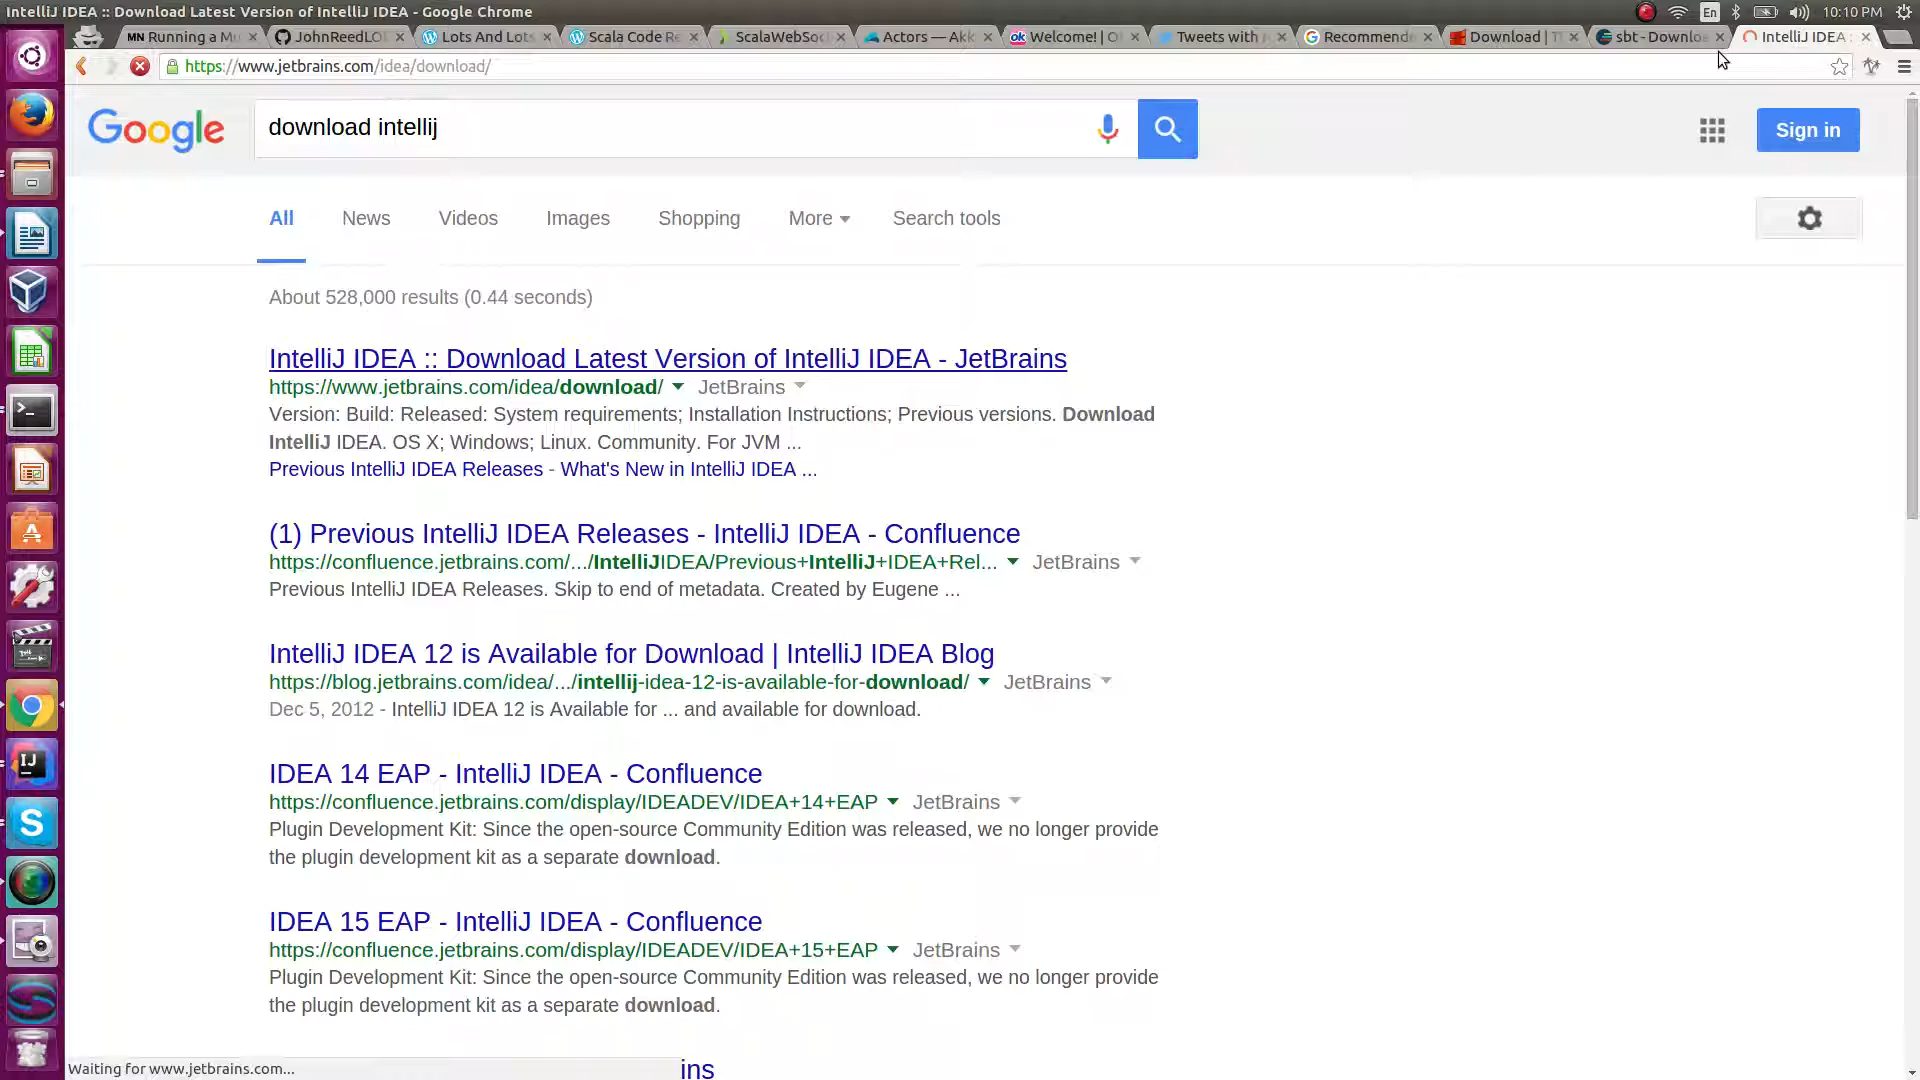 IntelliJ IDEA :: Download Latest Version of IntelliJ IDEA - Google Chrome
En
10:10 PM
MN Running a M
JohnReedLO
Lots And Lots
Scala Code Re
ScalaWebSoc
Actors — Akk
ok Welcome! | O
Tweets with
Recommend
Download | T
sbt - Downlo
IntelliJ IDEA :
https://www.jetbrains.com/idea/download/
Google
download intellij
Sign in
All
News
Videos
Images
Shopping
More
Search tools
About 528,000 results (0.44 seconds)
IntelliJ IDEA :: Download Latest Version of IntelliJ IDEA - JetBrains
https://www.jetbrains.com/idea/download/ JetBrains
Version: Build: Released: System requirements; Installation Instructions; Previous versions. Download
IntelliJ IDEA. OS X; Windows; Linux. Community. For JVM ...
Previous IntelliJ IDEA Releases - What's New in IntelliJ IDEA ...
(1) Previous IntelliJ IDEA Releases - IntelliJ IDEA - Confluence
https://confluence.jetbrains.com/.../IntelliJIDEA/Previous+IntelliJ+IDEA+Rel... JetBrains
Previous IntelliJ IDEA Releases. Skip to end of metadata. Created by Eugene ...
IntelliJ IDEA 12 is Available for Download | IntelliJ IDEA Blog
https://blog.jetbrains.com/idea/.../intellij-idea-12-is-available-for-download/ JetBrains
Dec 5, 2012 - IntelliJ IDEA 12 is Available for ... and available for download.
IDEA 14 EAP - IntelliJ IDEA - Confluence
https://confluence.jetbrains.com/display/IDEADEV/IDEA+14+EAP JetBrains
Plugin Development Kit: Since the open-source Community Edition was released, we no longer provide
the plugin development kit as a separate download.
IJ
S
IDEA 15 EAP - IntelliJ IDEA - Confluence
https://confluence.jetbrains.com/display/IDEADEV/IDEA+15+EAP JetBrains
Plugin Development Kit: Since the open-source Community Edition was released, we no longer provide
the plugin development kit as a separate download.
Waiting for www.jetbrains.com...
ins